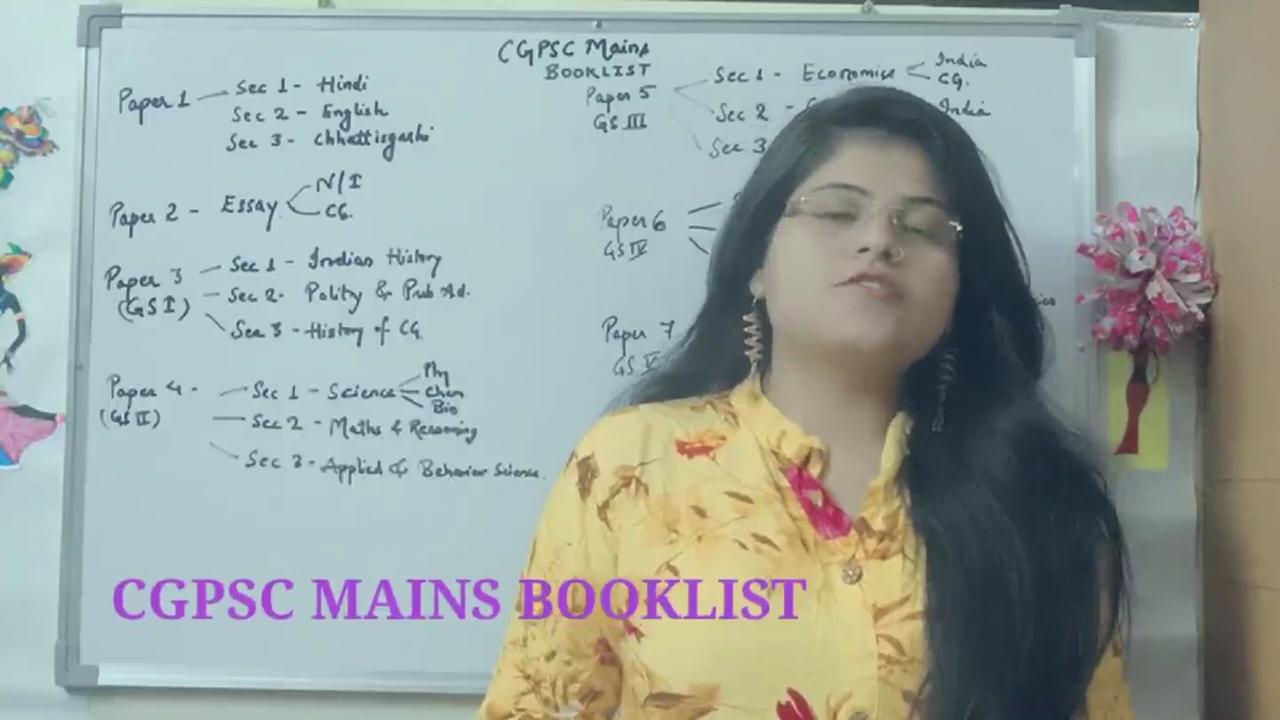 CGPSC Mains
BOOKLIST
Paper 1
Sec 1 - Hindi
Sec 2 - English
Sec 3 - Chhattisgarhi
Paper 2 - Essay
N/I
CG.
Paper 3
(GS I)
Sec 1 - Indian History
Sec 2 - Polity & Pub Ad.
Sec 3 - History of CG.
Paper 4 -
(GS II)
Sec 1 - Science
Phy
Chem
Bio
Sec 2 - Maths & Reasoning
Sec 3 - Applied & Behavior Science.
Paper 5
GS III
Sec 1 - Economics
India
CG.
Sec 2 -
India
Sec 3
Paper 6
GS IV
Paper 7
GS V
CGPSC MAINS BOOKLIST